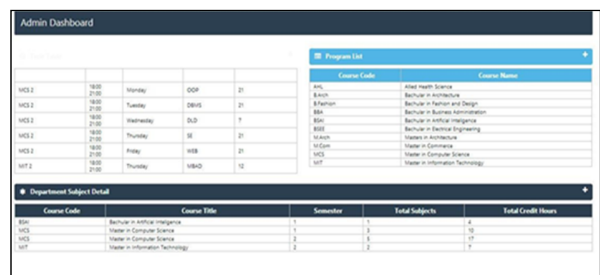 Admin Dashboard
MCS 2 18:00 21:00 Monday OOP 21
MCS 2 18:00 21:00 Tuesday DBMS 21
MCS 2 18:00 21:00 Wednesday DLD 7
MCS 2 18:00 21:00 Thursday SE 21
MCS 2 18:00 21:00 Friday WEB 21
MIT 2 18:00 21:00 Thursday MBAD 12
Program List +
Course Code Course Name
AHL Allied Health Science
B.Arch Bachular in Architecture
B.Fashion Bachular in Fashion and Design
BBA Bachular in Business Administration
BSAI Bachular in Artificial Intelligence
BSEE Bachular in Electrical Engineering
M.Arch Masters in Architecture
M.Com Master in Commerce
MCS Master in Computer Science
MIT Master in Information Technology
Department Subject Detail +
Course Code Course Title Semester Total Subjects Total Credit Hours
BSAI Bachular in Artificial Intelligence 1 1 4
MCS Master in Computer Science 1 3 10
MCS Master in Computer Science 2 5 17
MIT Master in Information Technology 2 2 7